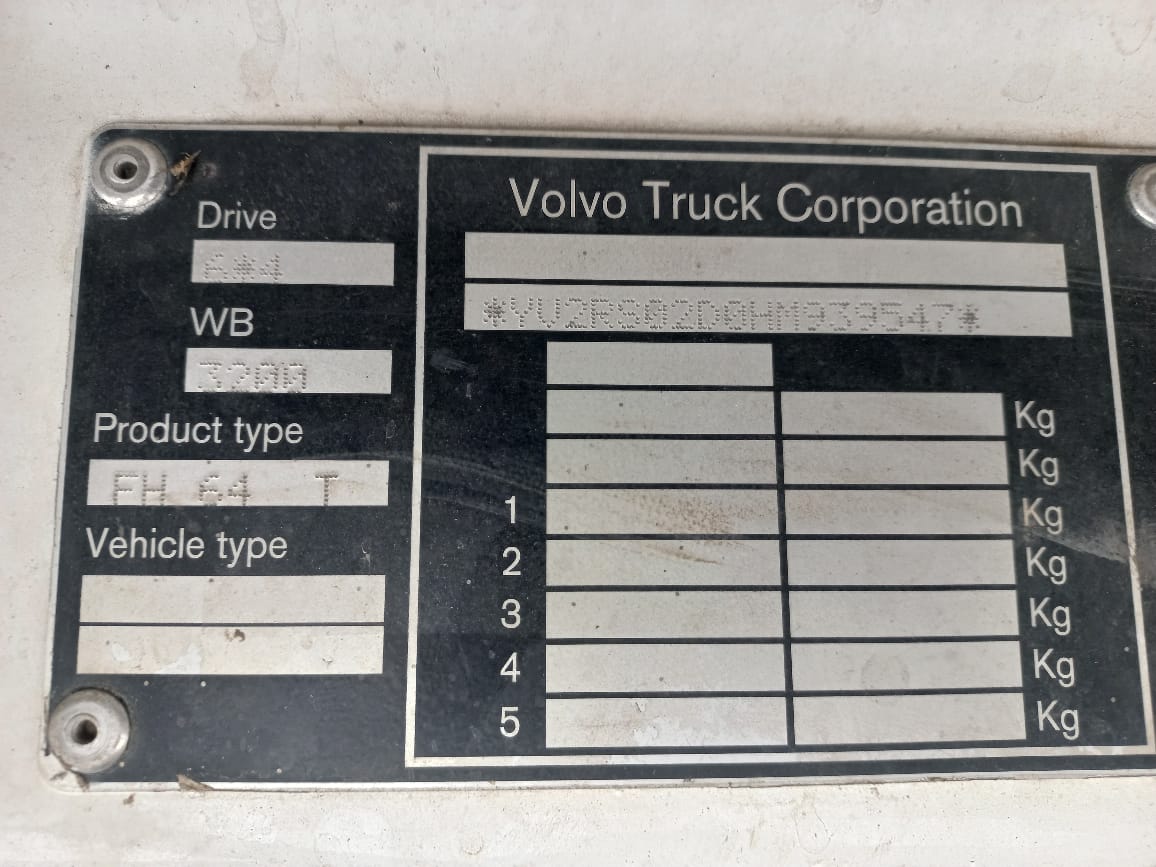 Drive
6*4
WB
3200
Product type
FH 64 T
Vehicle type
Volvo Truck Corporation
*YV2RS02D0HM939547*
Kg
Kg
1 Kg
2 Kg
3 Kg
4 Kg
5 Kg